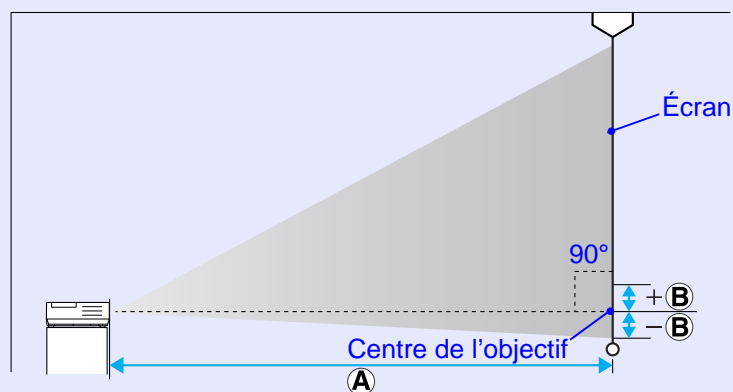 Écran
90°
+B
−B
Centre de l'objectif
A